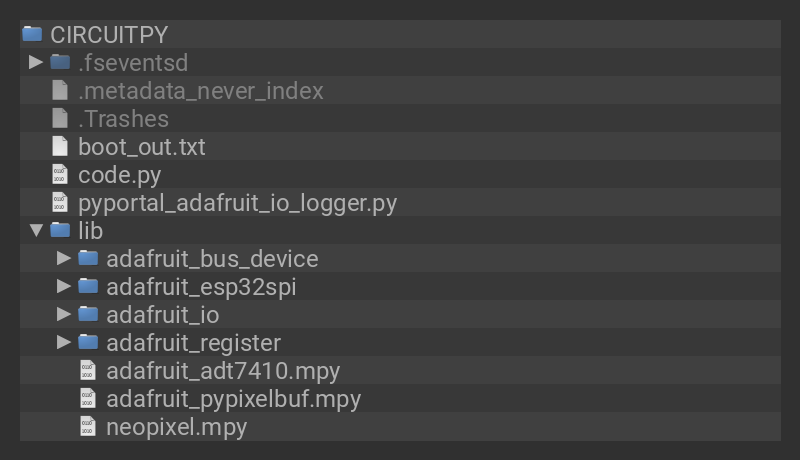 CIRCUITPY
.fseventsd
.metadata_never_index
.Trashes
boot_out.txt
code.py
pyportal_adafruit_io_logger.py
lib
adafruit_bus_device
adafruit_esp32spi
adafruit_io
adafruit_register
adafruit_adt7410.mpy
adafruit_pypixelbuf.mpy
neopixel.mpy